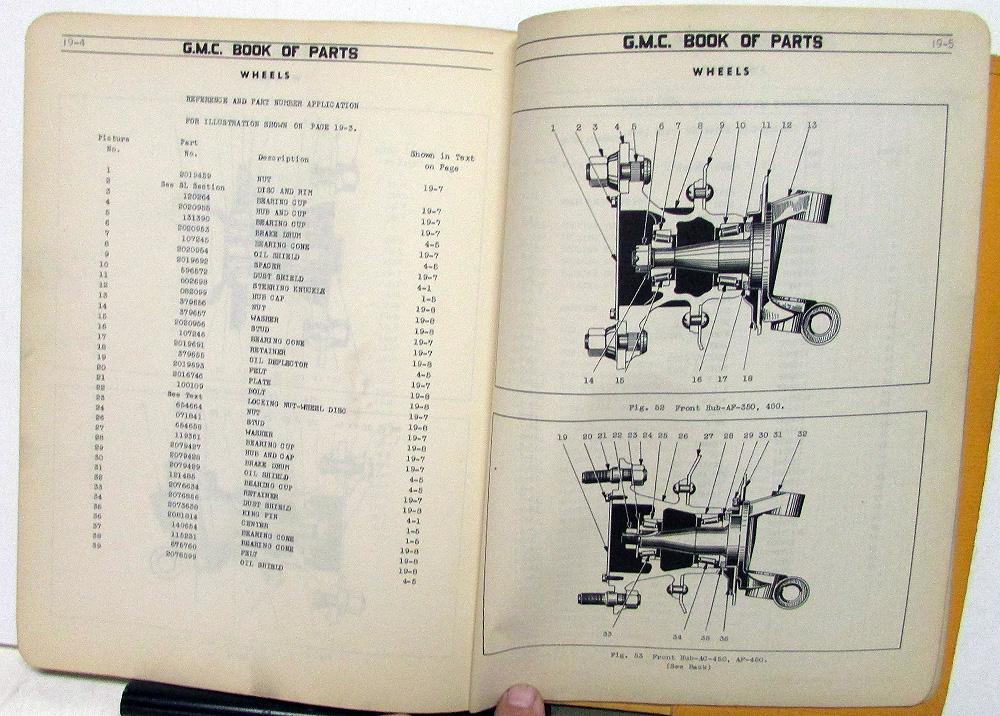 19-4
G.M.C. BOOK OF PARTS
WHEELS
REFERENCE AND PART NUMBER APPLICATION
FOR ILLUSTRATION SHOWN ON PAGE 19-3.
Picture No. Part No. Description Shown in Text on Page
1 2019459 NUT
2 See SL Section DISC AND RIM 19-7
3 120264 BEARING CUP
4 2020955 HUB AND CUP 19-7
5 131390 BEARING CUP 19-7
6 2020953 BRAKE DRUM 19-7
7 107245 BEARING CONE 4-5
8 2020954 OIL SHIELD 19-7
9 2019692 SPACER 4-5
10 596572 DUST SHIELD 19-7
11 602698 STEERING KNUCKLE 4-1
12 082099 HUB CAP 1-5
13 379656 NUT 19-8
14 379657 WASHER 19-8
15 2020956 STUD 19-8
16 107246 BEARING CONE 19-7
17 2019691 RETAINER 19-7
18 379655 OIL DEFLECTOR 19-8
19 2019693 FELT 4-5
20 2016746 PLATE 19-7
21 100109 BOLT 19-8
22 See Text LOCKING NUT-WHEEL DISC 19-8
23 654664 NUT 19-7
24 071841 STUD 19-8
26 654658 WASHER 19-7
27 119361 BEARING CUP 19-8
28 2079427 HUB AND CAP 19-7
29 2079428 BRAKE DRUM 19-7
30 2079429 OIL SHIELD 4-5
31 121485 BEARING CUP 4-5
32 2076634 RETAINER 19-7
33 2076856 DUST SHIELD 19-8
34 2073658 KING PIN 4-1
35 2081814 CENTER 1-5
36 140654 BEARING CONE 1-5
37 115231 BEARING CONE 19-8
38 675760 FELT 19-8
39 2076599 OIL SHIELD 19-8
4-5
G.M.C. BOOK OF PARTS
19-5
WHEELS
1 2 3 4 5 6 7 8 9 10 11 12 13
14 15 16 17 18
Fig. 52 Front Hub-AF-350, 400.
19 20 21 22 23 24 25 26 27 28 29 30 31 32
33 34 35 36
Fig. 53 Front Hub-AC-450, AF-450.
(See Back)